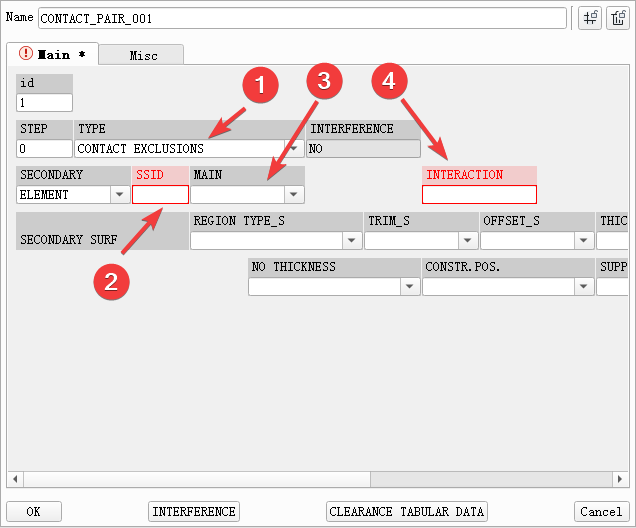 Name CONTACT_PAIR_001
Main * Misc
1 3 4
id
1
STEP TYPE INTERFERENCE
0 CONTACT EXCLUSIONS NO
SECONDARY SSID MAIN INTERACTION
ELEMENT
REGION TYPE_S TRIM_S OFFSET_S THIC
SECONDARY SURF
2
NO THICKNESS CONSTR.POS. SUPP
OK INTERFERENCE CLEARANCE TABULAR DATA Cancel